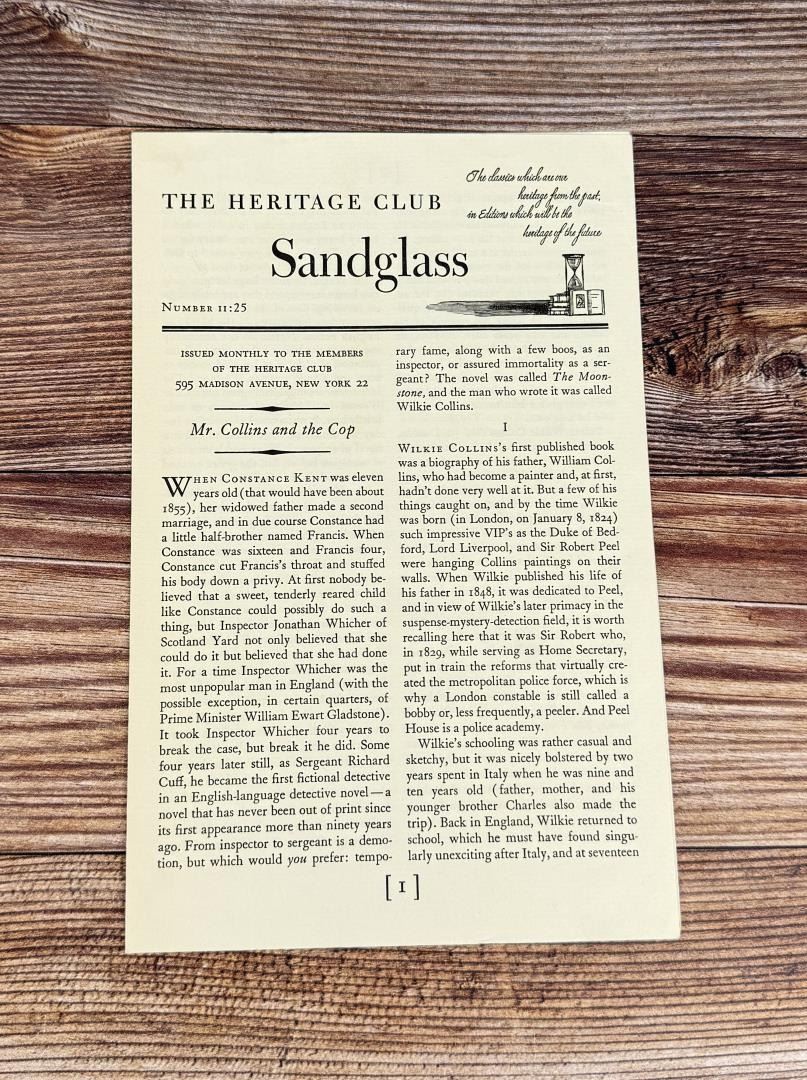 THE HERITAGE CLUB
The classics which are our
heritage from the past,
in Editions which will be the
heritage of the future
Sandglass
NUMBER 11:25
ISSUED MONTHLY TO THE MEMBERS
OF THE HERITAGE CLUB
595 MADISON AVENUE, NEW YORK 22
Mr. Collins and the Cop
WHEN CONSTANCE KENT was eleven
years old (that would have been about
1855), her widowed father made a second
marriage, and in due course Constance had
a little half-brother named Francis. When
Constance was sixteen and Francis four,
Constance cut Francis's throat and stuffed
his body down a privy. At first nobody be-
lieved that a sweet, tenderly reared child
like Constance could possibly do such a
thing, but Inspector Jonathan Whicher of
Scotland Yard not only believed that she
could do it but believed that she had done
it. For a time Inspector Whicher was the
most unpopular man in England (with the
possible exception, in certain quarters, of
Prime Minister William Ewart Gladstone).
It took Inspector Whicher four years to
break the case, but break it he did. Some
four years later still, as Sergeant Richard
Cuff, he became the first fictional detective
in an English-language detective novel—a
novel that has never been out of print since
its first appearance more than ninety years
ago. From inspector to sergeant is a demo-
tion, but which would you prefer: tempo-
rary fame, along with a few boos, as an
inspector, or assured immortality as a ser-
geant? The novel was called The Moon-
stone, and the man who wrote it was called
Wilkie Collins.
I
WILKIE COLLINS's first published book
was a biography of his father, William Col-
lins, who had become a painter and, at first,
hadn't done very well at it. But a few of his
things caught on, and by the time Wilkie
was born (in London, on January 8, 1824)
such impressive VIP's as the Duke of Bed-
ford, Lord Liverpool, and Sir Robert Peel
were hanging Collins paintings on their
walls. When Wilkie published his life of
his father in 1848, it was dedicated to Peel,
and in view of Wilkie's later primacy in the
suspense-mystery-detection field, it is worth
recalling here that it was Sir Robert who,
in 1829, while serving as Home Secretary,
put in train the reforms that virtually cre-
ated the metropolitan police force, which is
why a London constable is still called a
bobby or, less frequently, a peeler. And Peel
House is a police academy.
Wilkie's schooling was rather casual and
sketchy, but it was nicely bolstered by two
years spent in Italy when he was nine and
ten years old (father, mother, and his
younger brother Charles also made the
trip). Back in England, Wilkie returned to
school, which he must have found singu-
larly unexciting after Italy, and at seventeen
[1]